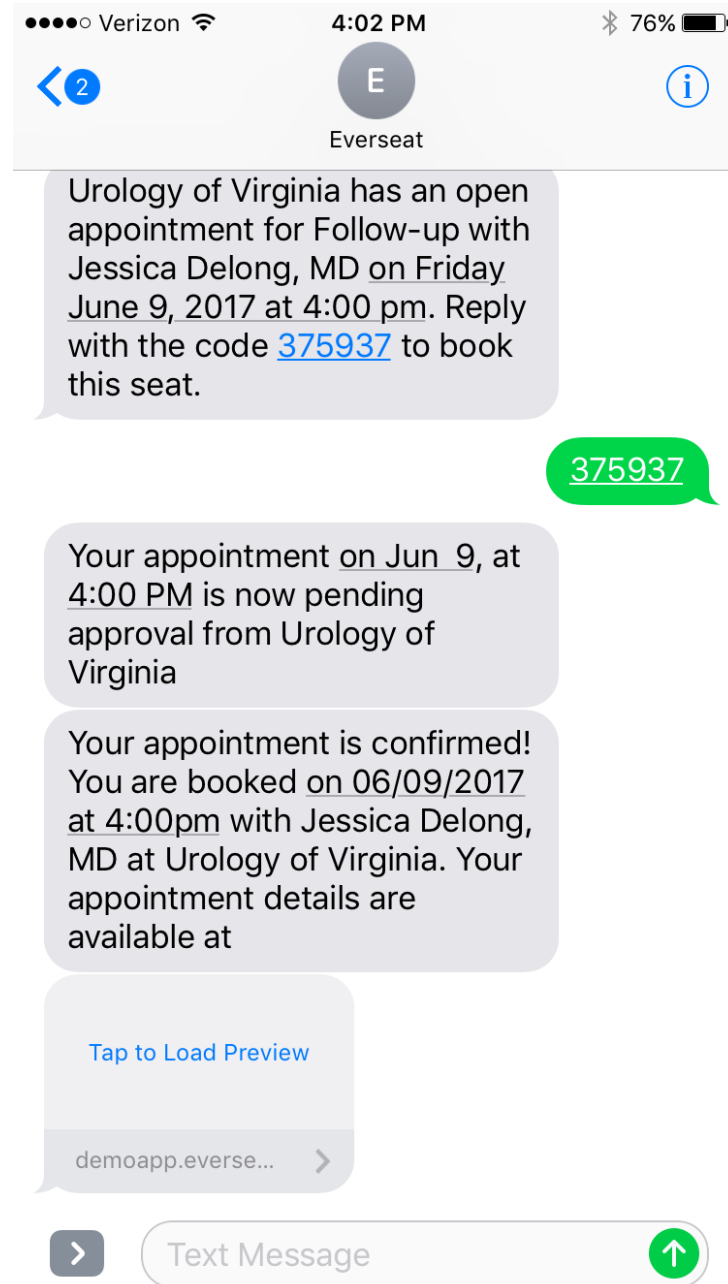 Verizon 4:02 PM 76%
2 E
Everseat
Urology of Virginia has an open
appointment for Follow-up with
Jessica Delong, MD on Friday
June 9, 2017 at 4:00 pm. Reply
with the code 375937 to book
this seat.
375937
Your appointment on Jun  9, at
4:00 PM is now pending
approval from Urology of
Virginia
Your appointment is confirmed!
You are booked on 06/09/2017
at 4:00pm with Jessica Delong,
MD at Urology of Virginia. Your
appointment details are
available at
Tap to Load Preview
demoapp.everse...
Text Message